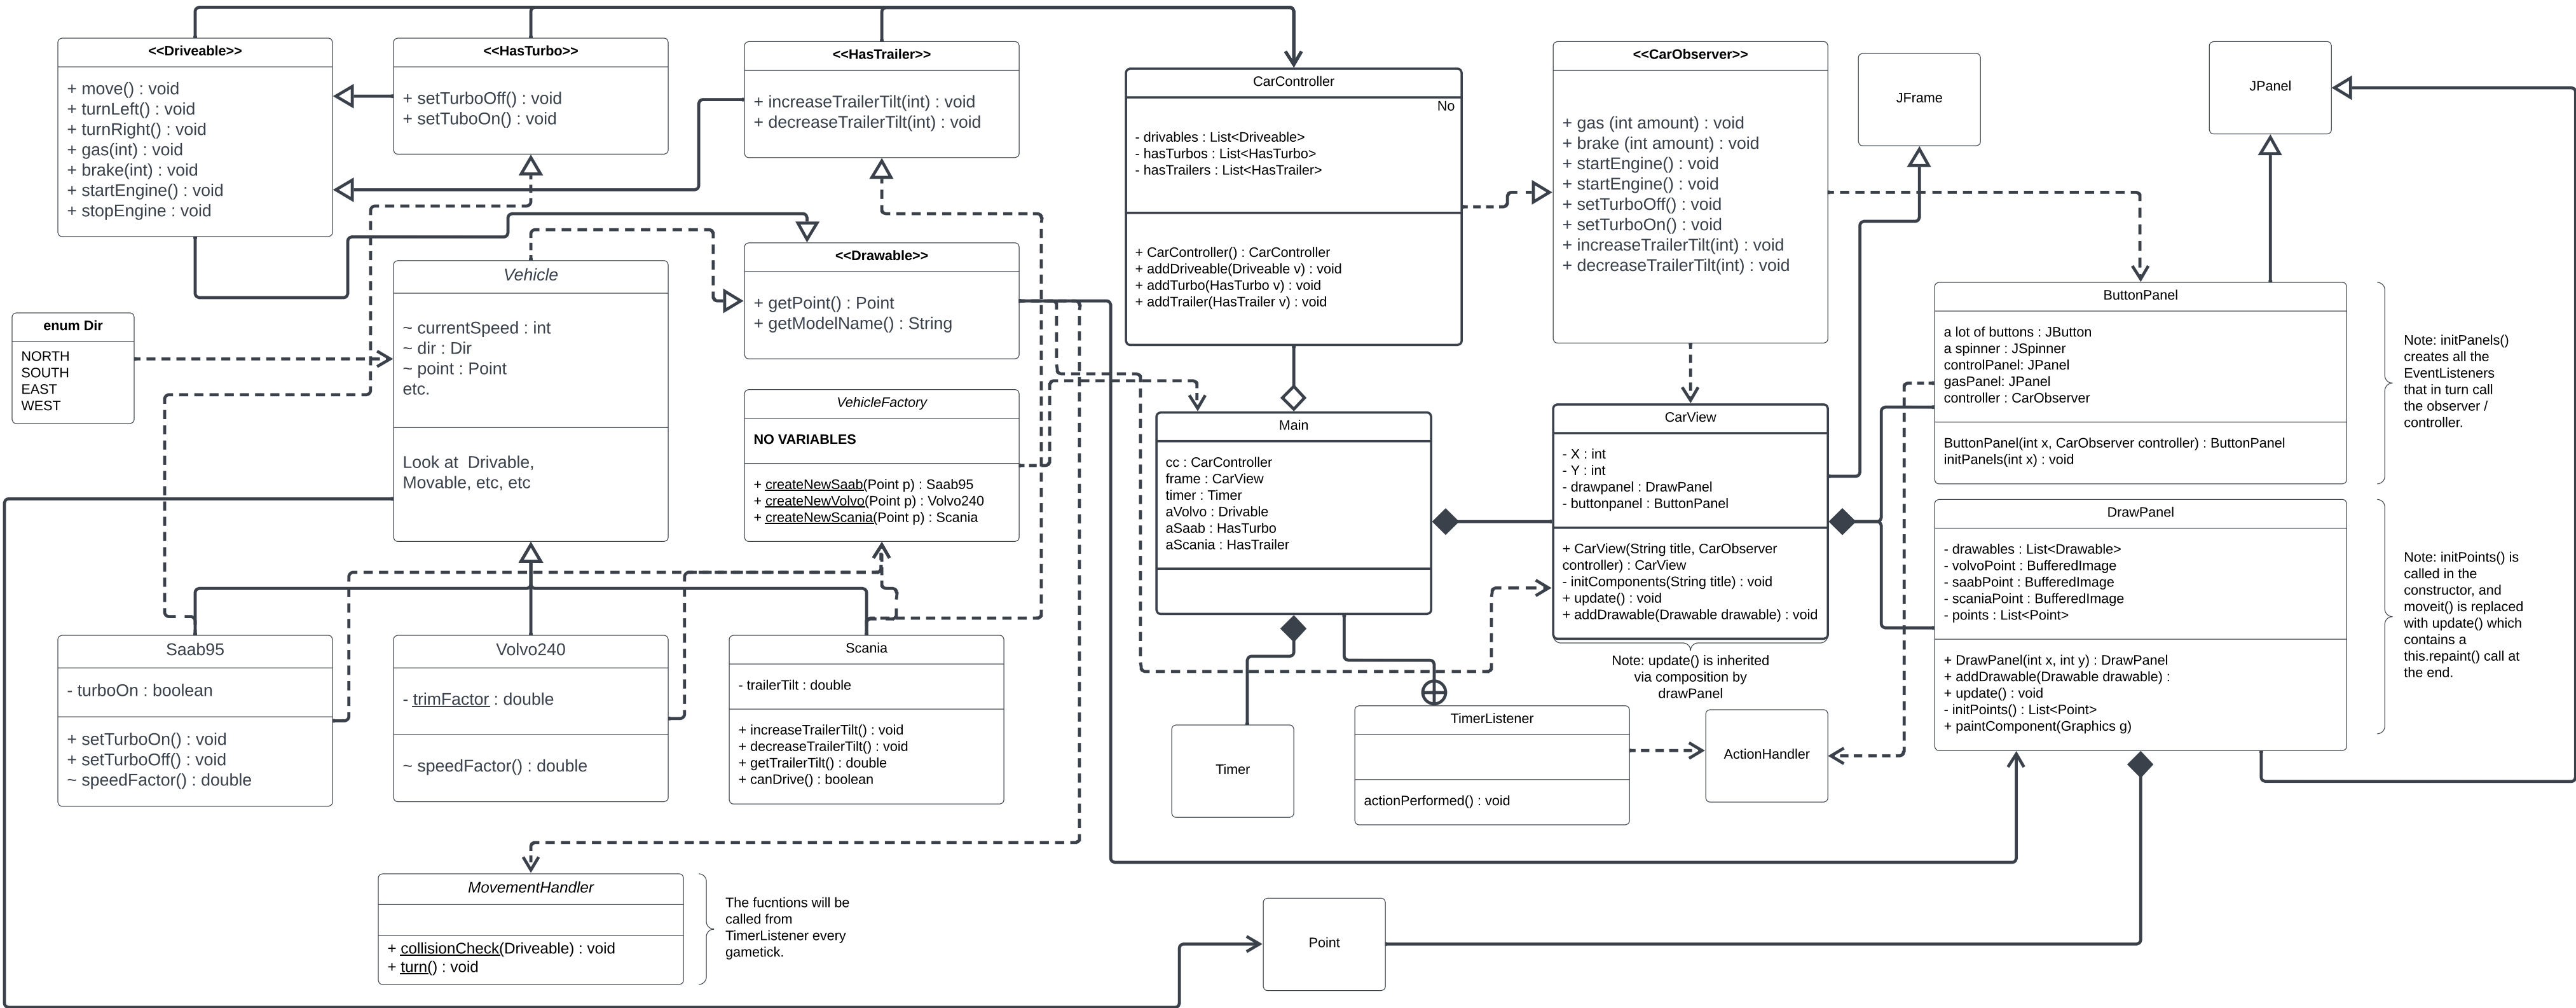 <<Driveable>>
+ move() : void
+ turnLeft() : void
+ turnRight() : void
+ gas(int) : void
+ brake(int) : void
+ startEngine() : void
+ stopEngine : void
<<HasTurbo>>
+ setTurboOff() : void
+ setTuboOn() : void
<<HasTrailer>>
+ increaseTrailerTilt(int) : void
+ decreaseTrailerTilt(int) : void
CarController
No
- drivables : List<Driveable>
- hasTurbos : List<HasTurbo>
- hasTrailers : List<HasTrailer>
+ CarController() : CarController
+ addDriveable(Driveable v) : void
+ addTurbo(HasTurbo v) : void
+ addTrailer(HasTrailer v) : void
<<CarObserver>>
+ gas (int amount) : void
+ brake (int amount) : void
+ startEngine() : void
+ startEngine() : void
+ setTurboOff() : void
+ setTurboOn() : void
+ increaseTrailerTilt(int) : void
+ decreaseTrailerTilt(int) : void
JFrame
JPanel
Vehicle
~ currentSpeed : int
~ dir : Dir
~ point : Point
etc.
Look at  Drivable,
Movable, etc, etc
<<Drawable>>
+ getPoint() : Point
+ getModelName() : String
enum Dir
NORTH
SOUTH
EAST
WEST
VehicleFactory
NO VARIABLES
+ createNewSaab(Point p) : Saab95
+ createNewVolvo(Point p) : Volvo240
+ createNewScania(Point p) : Scania
Main
cc : CarController
frame : CarView
timer : Timer
aVolvo : Drivable
aSaab : HasTurbo
aScania : HasTrailer
CarView
- X : int
- Y : int
- drawpanel : DrawPanel
- buttonpanel : ButtonPanel
+ CarView(String title, CarObserver
controller) : CarView
- initComponents(String title) : void
+ update() : void
+ addDrawable(Drawable drawable) : void
Note: update() is inherited
via composition by
drawPanel
ButtonPanel
a lot of buttons : JButton
a spinner : JSpinner
controlPanel: JPanel
gasPanel: JPanel
controller : CarObserver
ButtonPanel(int x, CarObserver controller) : ButtonPanel
initPanels(int x) : void
Note: initPanels()
creates all the
EventListeners
that in turn call
the observer /
controller.
DrawPanel
- drawables : List<Drawable>
- volvoPoint : BufferedImage
- saabPoint : BufferedImage
- scaniaPoint : BufferedImage
- points : List<Point>
+ DrawPanel(int x, int y) : DrawPanel
+ addDrawable(Drawable drawable) :
+ update() : void
- initPoints() : List<Point>
+ paintComponent(Graphics g)
Note: initPoints() is
called in the
constructor, and
moveit() is replaced
with update() which
contains a
this.repaint() call at
the end.
Saab95
- turboOn : boolean
+ setTurboOn() : void
+ setTurboOff() : void
~ speedFactor() : double
Volvo240
- trimFactor : double
~ speedFactor() : double
Scania
- trailerTilt : double
+ increaseTrailerTilt() : void
+ decreaseTrailerTilt() : void
+ getTrailerTilt() : double
+ canDrive() : boolean
Timer
TimerListener
actionPerformed() : void
ActionHandler
MovementHandler
+ collisionCheck(Driveable) : void
+ turn() : void
The fucntions will be
called from
TimerListener every
gametick.
Point